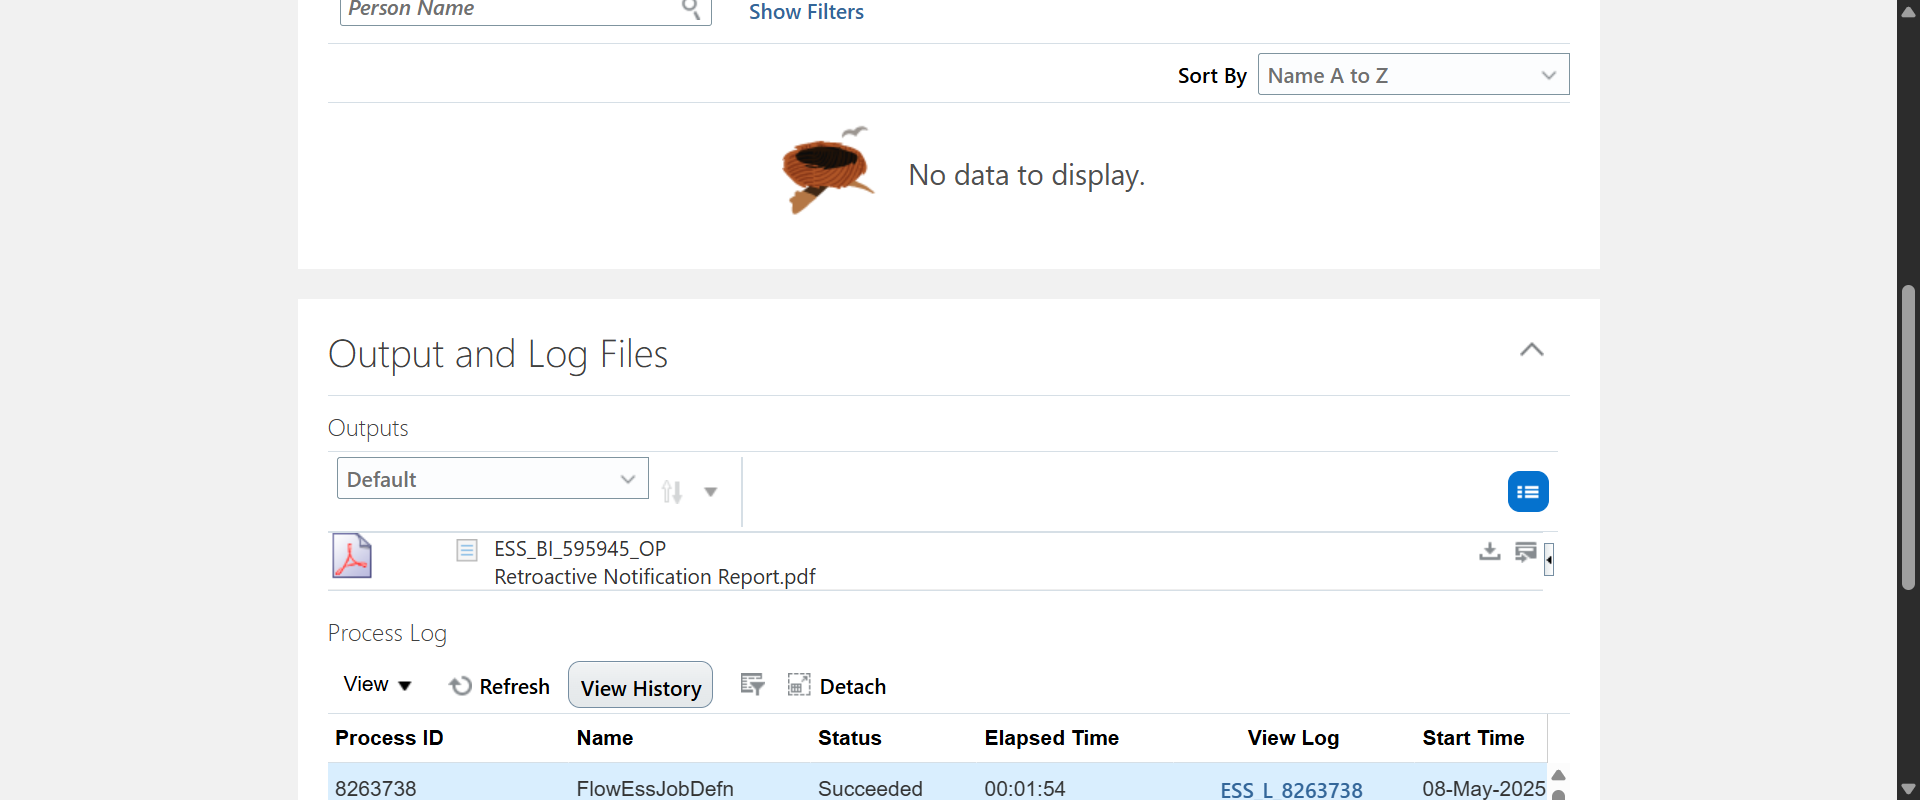 Person Name
Show Filters
Sort By
Name A to Z
No data to display.
Output and Log Files
Outputs
Default
ESS_BI_595945_OP
Retroactive Notification Report.pdf
Process Log
View
Refresh
View History
Detach
Process ID Name Status Elapsed Time View Log Start Time
8263738 FlowEssJobDefn Succeeded 00:01:54 ESS_L_8263738 08-May-2025